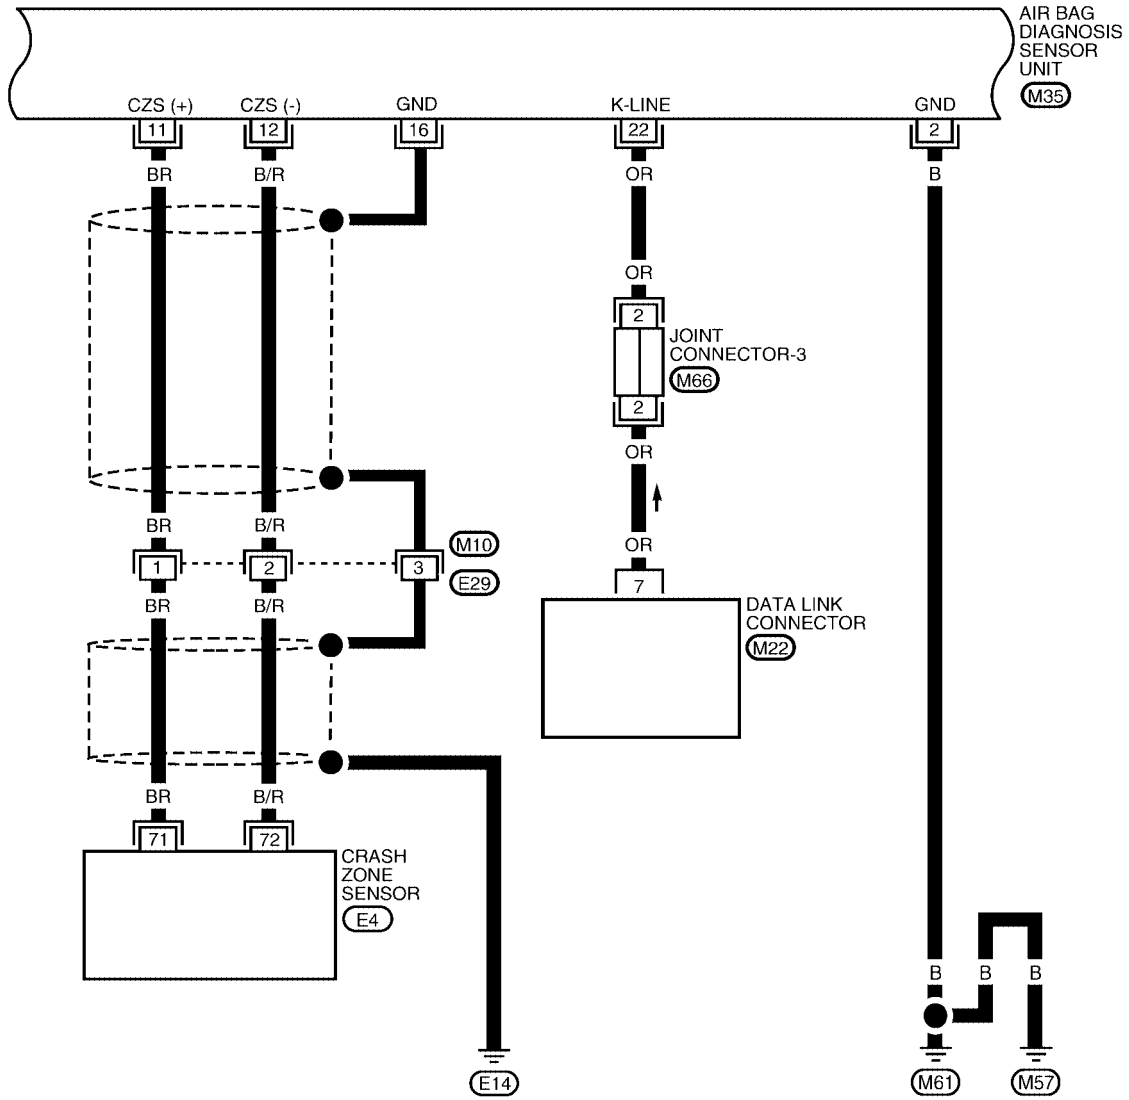 AIR BAG
DIAGNOSIS
SENSOR
UNIT
M35
CZS (+)
CZS (-)
GND
K-LINE
GND
11
12
16
22
2
BR
B/R
OR
B
OR
2
JOINT
CONNECTOR-3
M66
2
OR
BR
B/R
OR
M10
1
2
3
E29
7
BR
B/R
DATA LINK
CONNECTOR
M22
BR
B/R
71
72
CRASH
ZONE
SENSOR
E4
B
B
B
E14
M61
M57